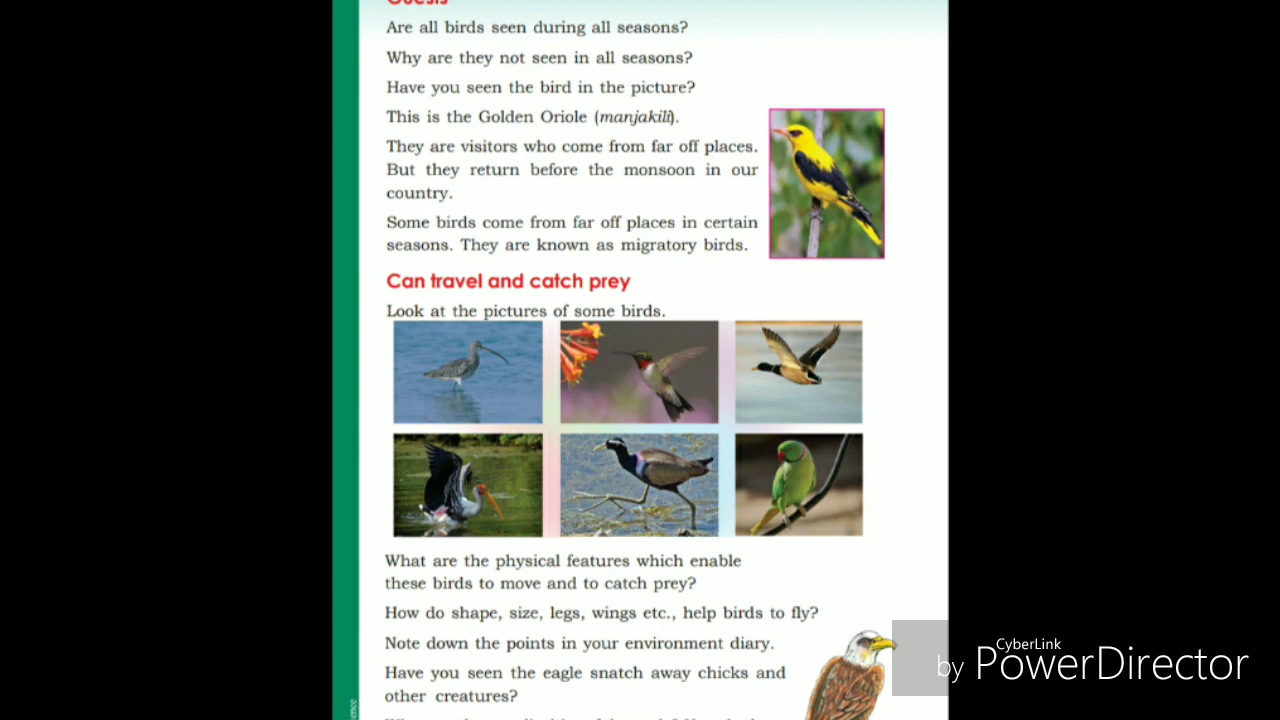 Guests
Are all birds seen during all seasons?
Why are they not seen in all seasons?
Have you seen the bird in the picture?
This is the Golden Oriole (manjakili).
They are visitors who come from far off places.
But they return before the monsoon in our
country.
Some birds come from far off places in certain
seasons. They are known as migratory birds.
Can travel and catch prey
Look at the pictures of some birds.
What are the physical features which enable
these birds to move and to catch prey?
How do shape, size, legs, wings etc., help birds to fly?
Note down the points in your environment diary.
Have you seen the eagle snatch away chicks and
other creatures?
CyberLink
by PowerDirector